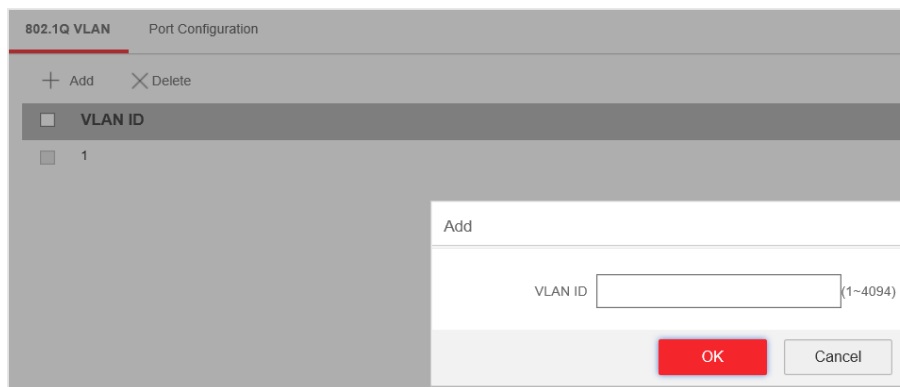 802.1Q VLAN Port Configuration
Add Delete
VLAN ID
1
Add
VLAN ID (1~4094)
OK Cancel